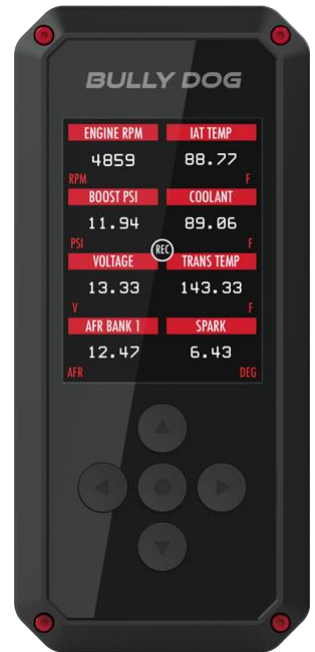 BULLY DOG
ENGINE RPM IAT TEMP
4859 88.77
RPM F
BOOST PSI COOLANT
11.94 89.06
PSI F
REC
VOLTAGE TRANS TEMP
13.33 143.33
V F
AFR BANK 1 SPARK
12.47 6.43
AFR DEG